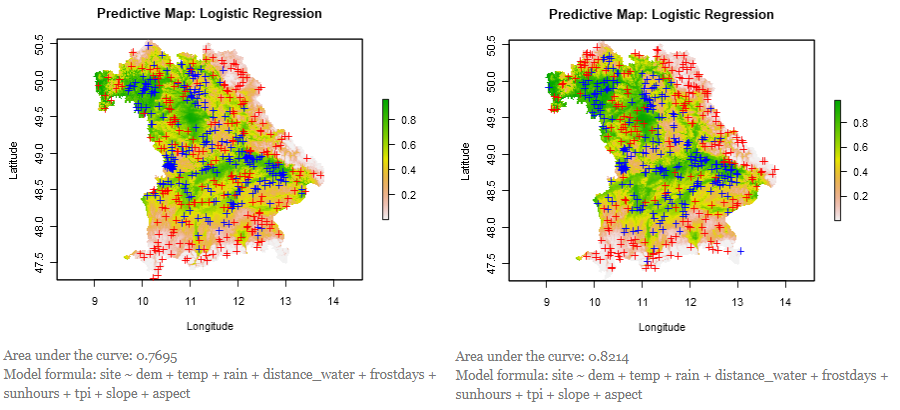 Predictive Map: Logistic Regression
50.5
50.0
49.5
49.0
48.5
48.0
47.5
Latitude
0.8
0.6
0.4
0.2
9 10 11 12 13 14
Longitude
Area under the curve: 0.7695
Model formula: site ~ dem + temp + rain + distance_water + frostdays +
sunhours + tpi + slope + aspect
Predictive Map: Logistic Regression
50.5
50.0
49.5
49.0
48.5
48.0
47.5
Latitude
0.8
0.6
0.4
0.2
9 10 11 12 13 14
Longitude
Area under the curve: 0.8214
Model formula: site ~ dem + temp + rain + distance_water + frostdays +
sunhours + tpi + slope + aspect